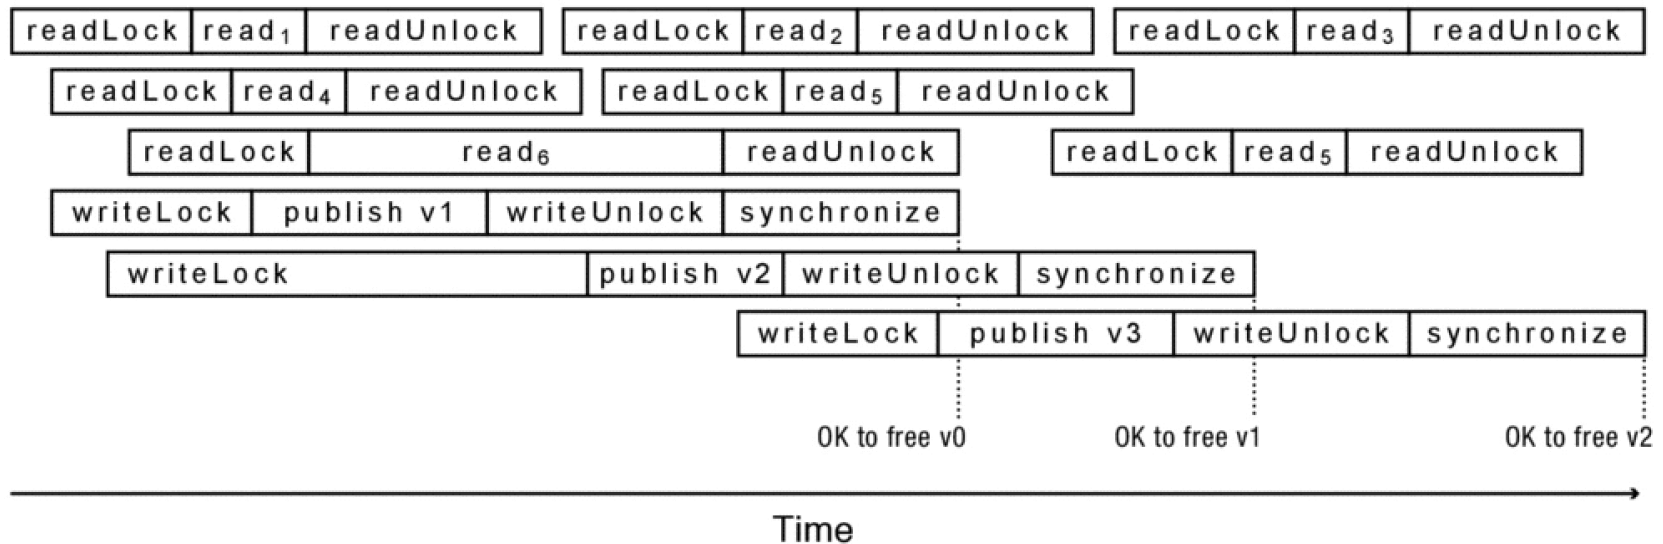 readLock read₁ readUnlock readLock read₂ readUnlock readLock read₃ readUnlock
readLock read₄ readUnlock readLock read₅ readUnlock
readLock read₆ readUnlock readLock read₅ readUnlock
writeLock publish v1 writeUnlock synchronize
writeLock publish v2 writeUnlock synchronize
writeLock publish v3 writeUnlock synchronize
OK to free v0 OK to free v1 OK to free v2
Time